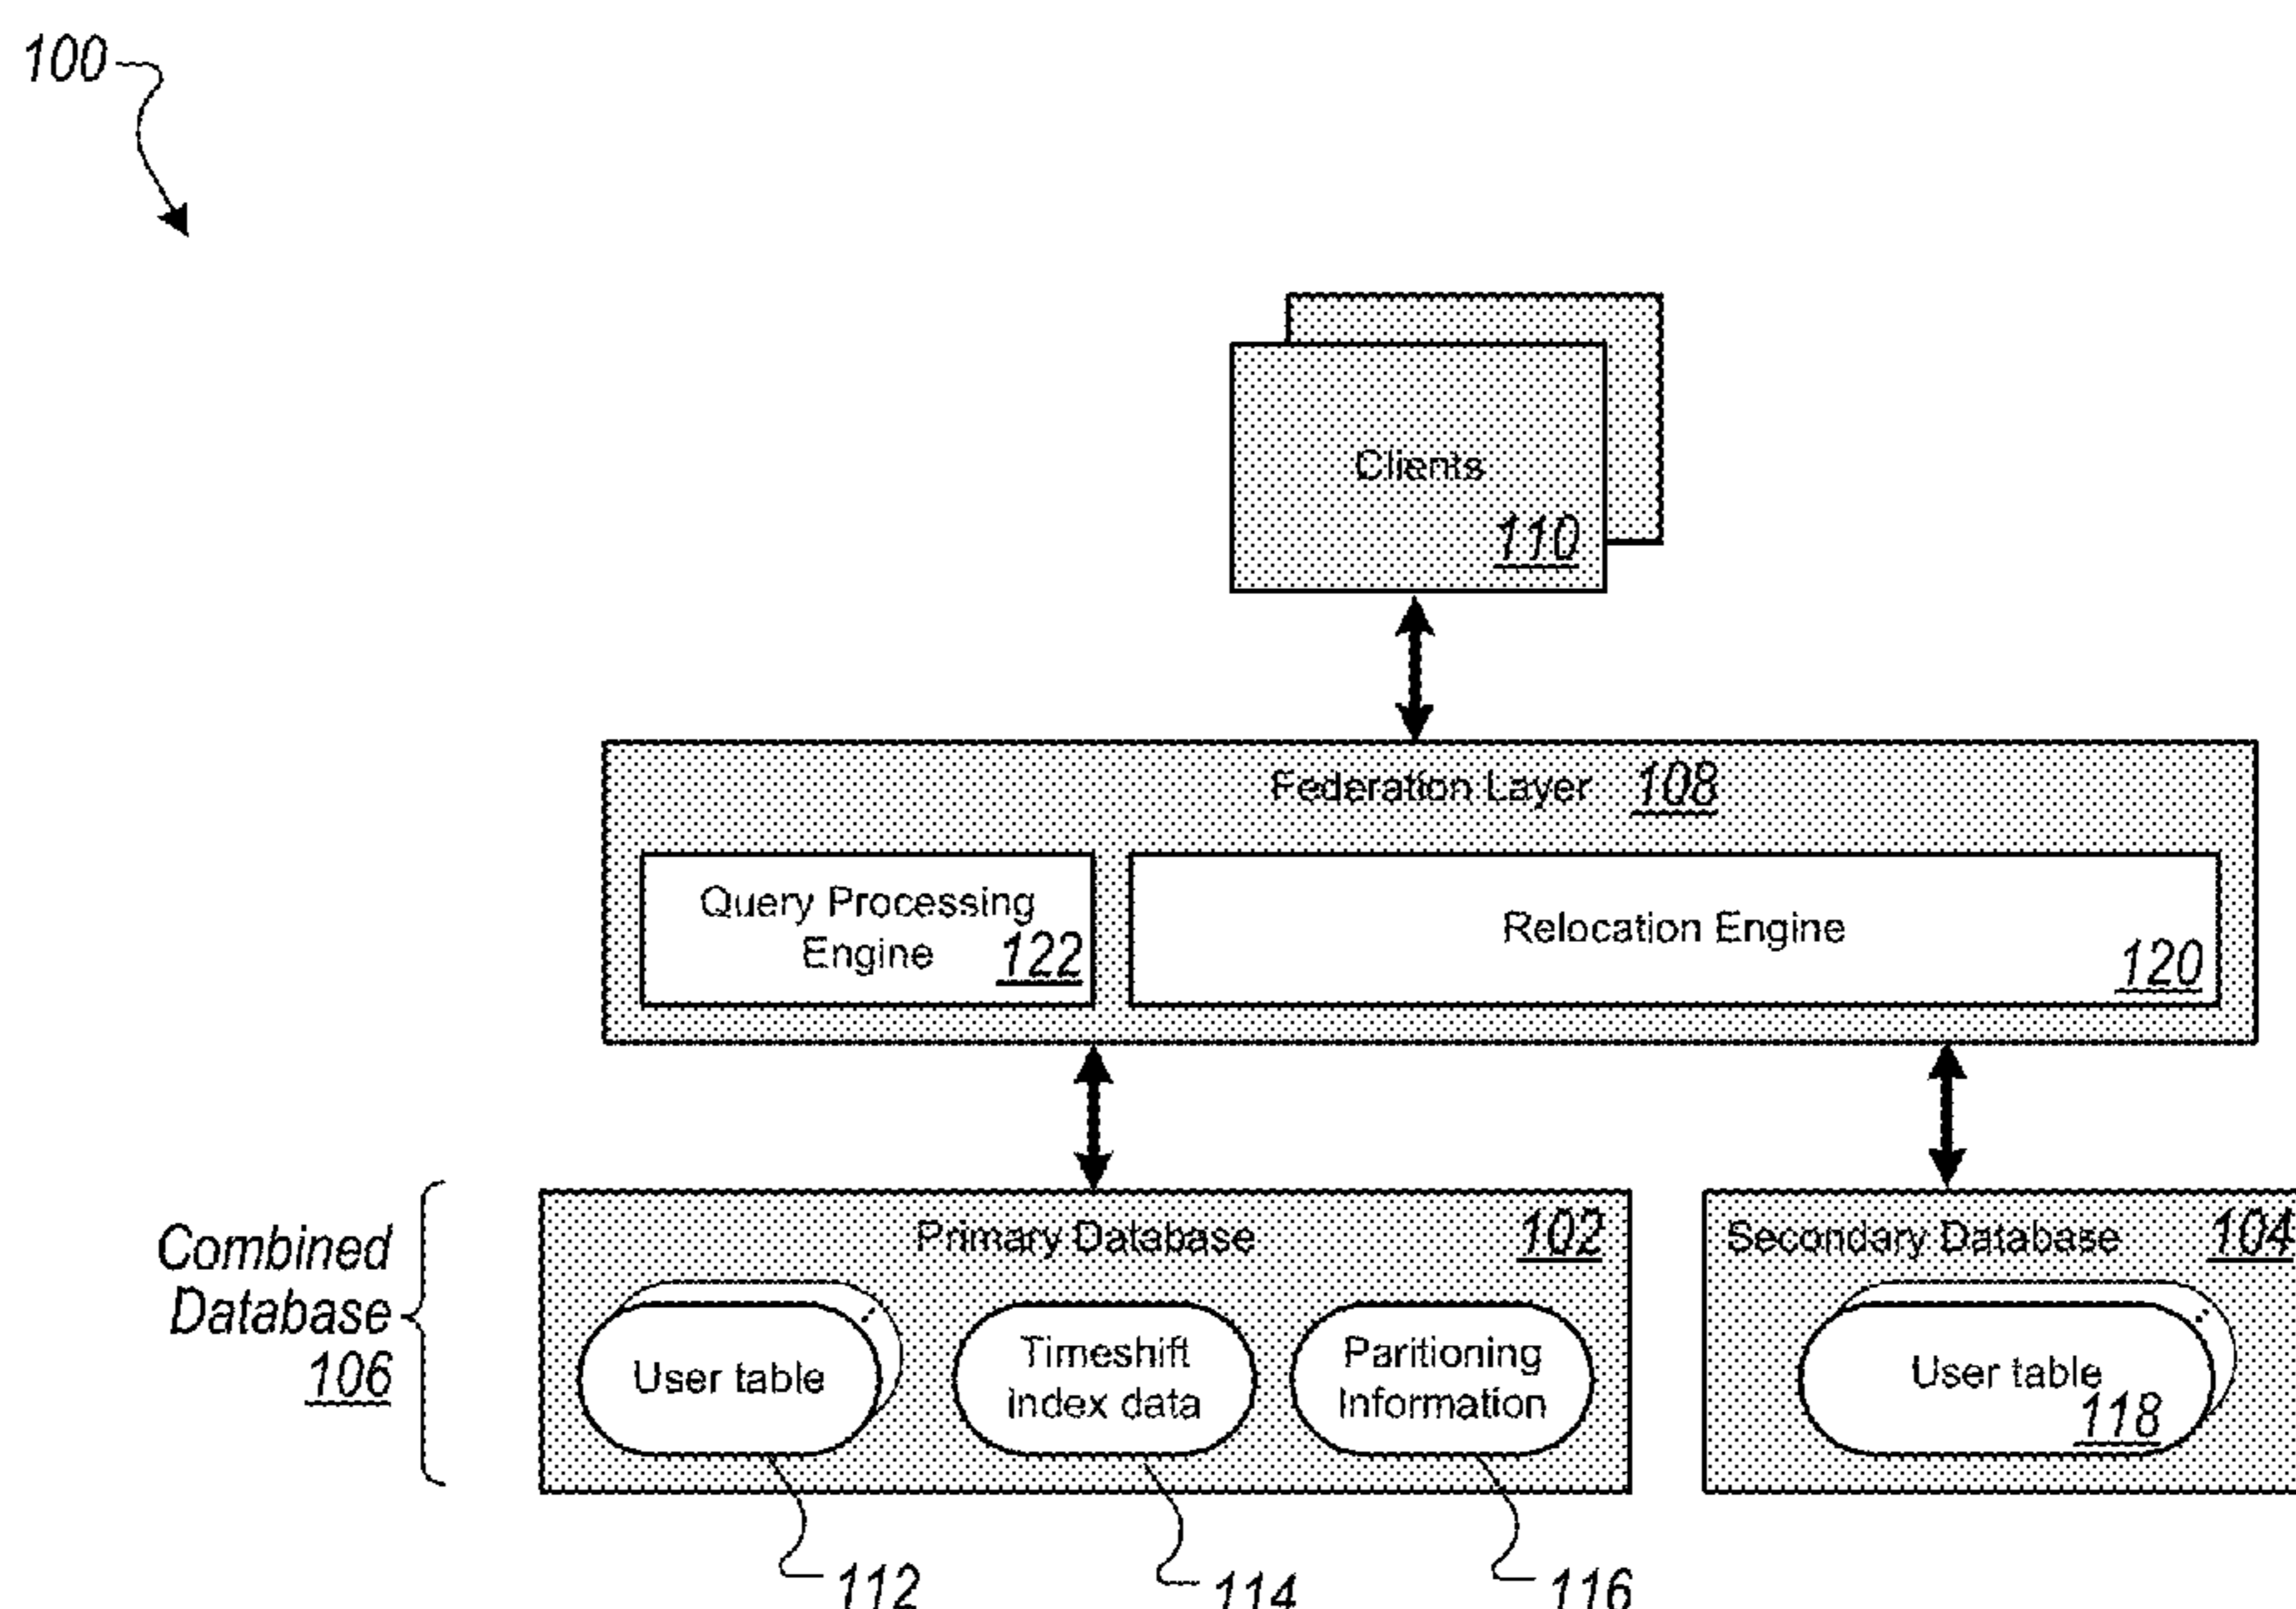 100
Clients
110
Federation Layer 108
Query Processing
Engine 122
Relocation Engine
120
Combined
Database
106
Primary Database 102
User table
Timeshift
index data
Paritioning
Information
Secondary Database 104
User table
118
112
114
116